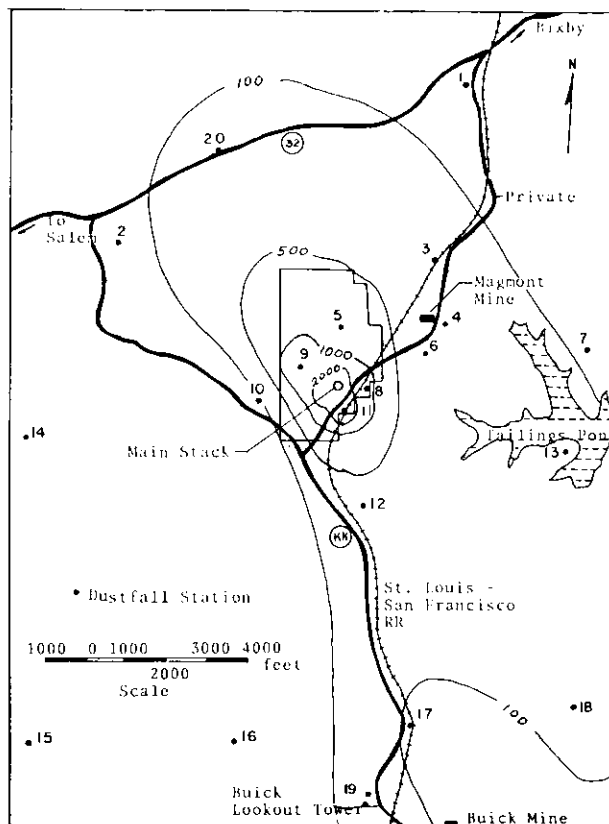 Bixby
N
1
100
20
32
Private
To
Salem
2
3
500
Magmont
Mine
5
4
7
9
1000
6
2000
8
10
11
14
Main Stack
Tailings Pon
13
12
KK
Dustfall Station
St. Louis -
San Francisco
RR
1000 0 1000 3000 4000
feet
2000
Scale
17
100
18
15
16
19
Buick
Lookout Tower
Buick Mine